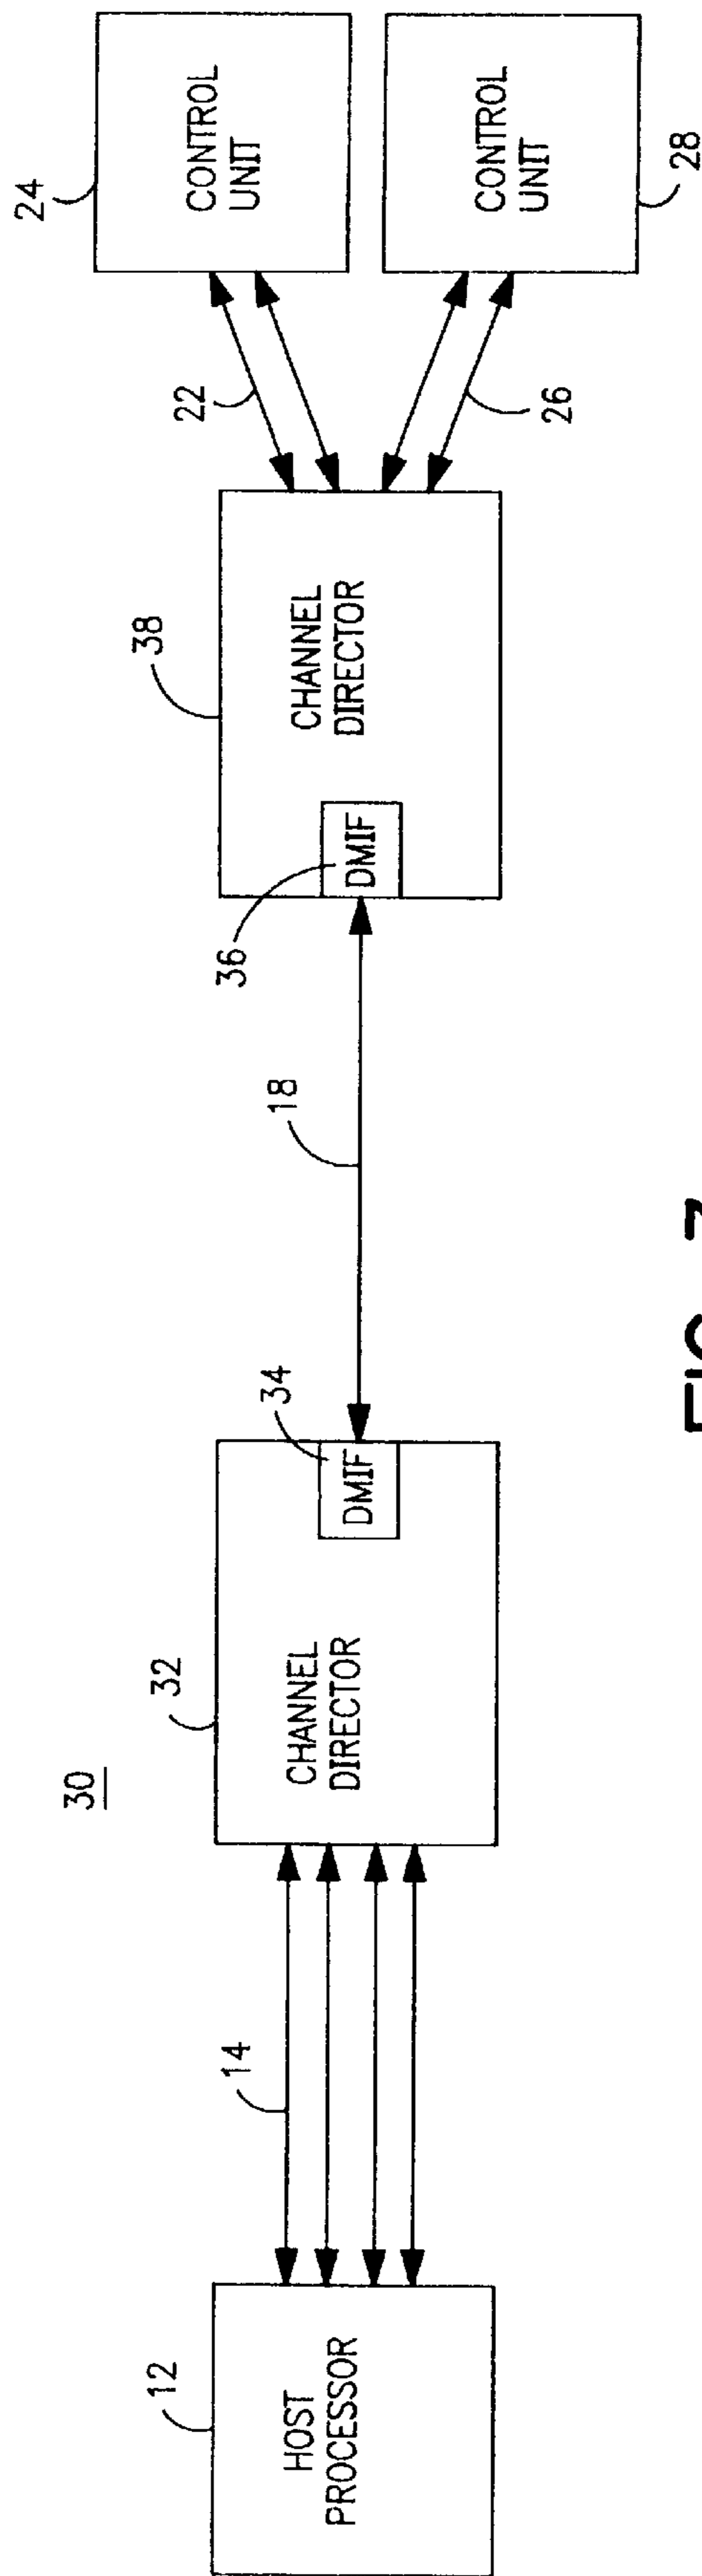 30
12
HOST
PROCESSOR
14
32
CHANNEL
DIRECTOR
34
DMIF
18
36
DMIF
38
CHANNEL
DIRECTOR
22
26
24
CONTROL
UNIT
CONTROL
UNIT
28